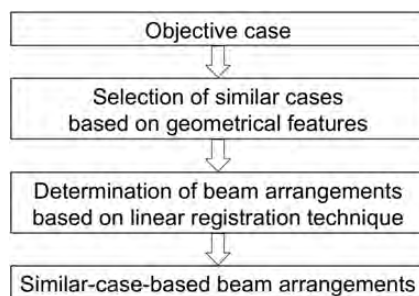 Objective case
Selection of similar cases
based on geometrical features
Determination of beam arrangements
based on linear registration technique
Similar-case-based beam arrangements